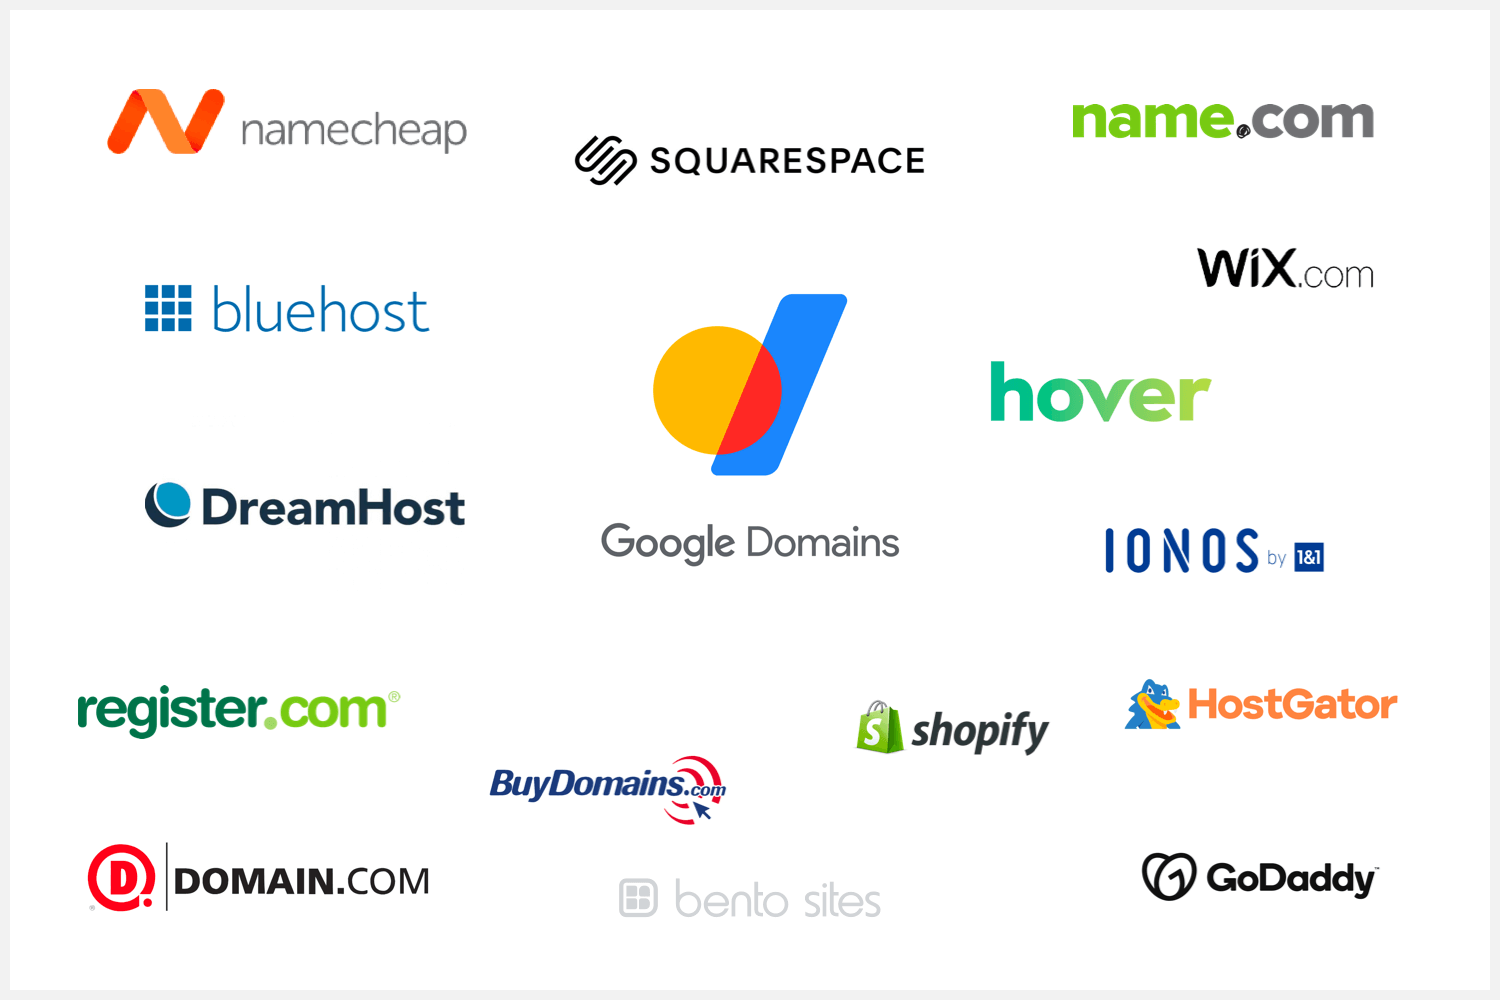 namecheap
SQUARESPACE
name.com
WiX.com
bluehost
hover
DreamHost
Google Domains
IONOS by 1&1
register.com®
S shopify
HostGator
BuyDomains.com
D ® DOMAIN.COM
bento sites
GoDaddy™